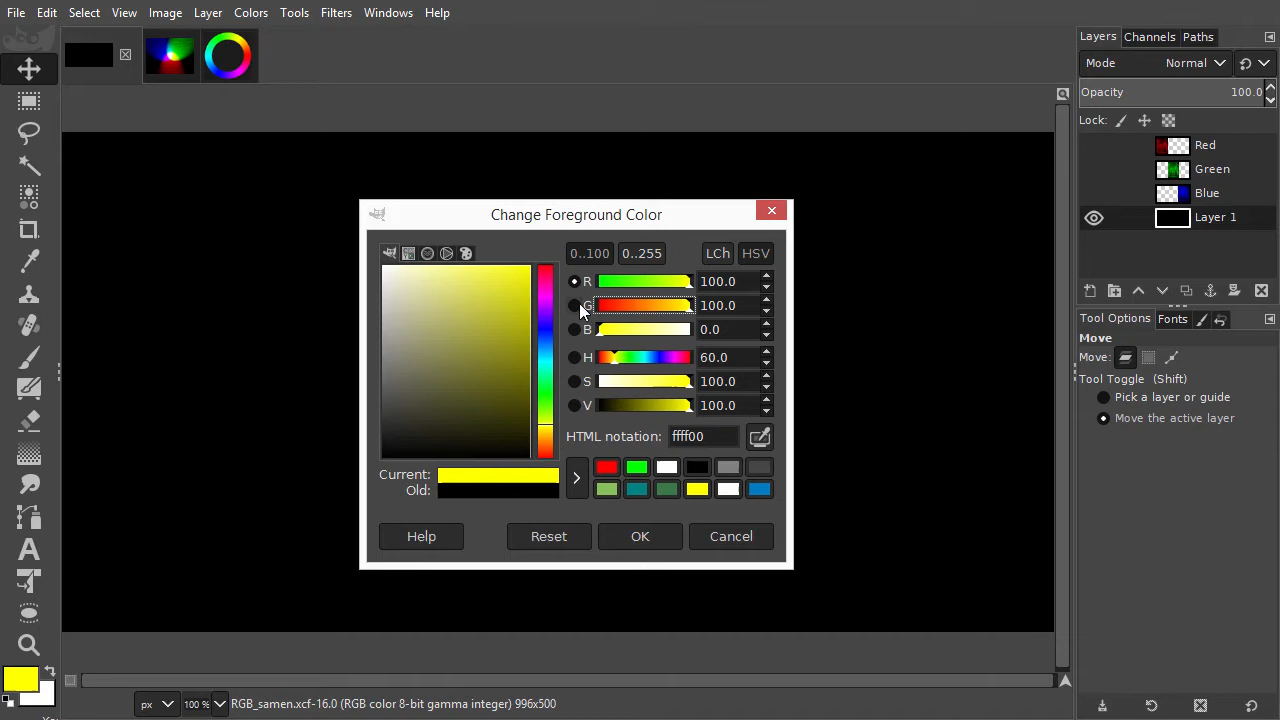 File Edit Select View Image Layer Colors Tools Filters Windows Help
Layers Channels Paths
Mode Normal
Opacity 100.0
Lock:
Red
Green
Blue
Layer 1
Change Foreground Color
0..100 0..255 LCh HSV
R 100.0
G 100.0
B 0.0
H 60.0
S 100.0
V 100.0
HTML notation: ffff00
Current:
Old:
Help Reset OK Cancel
Tool Options Fonts
Move
Move:
Tool Toggle (Shift)
Pick a layer or guide
Move the active layer
px 100 % RGB_samen.xcf-16.0 (RGB color 8-bit gamma integer) 996x500